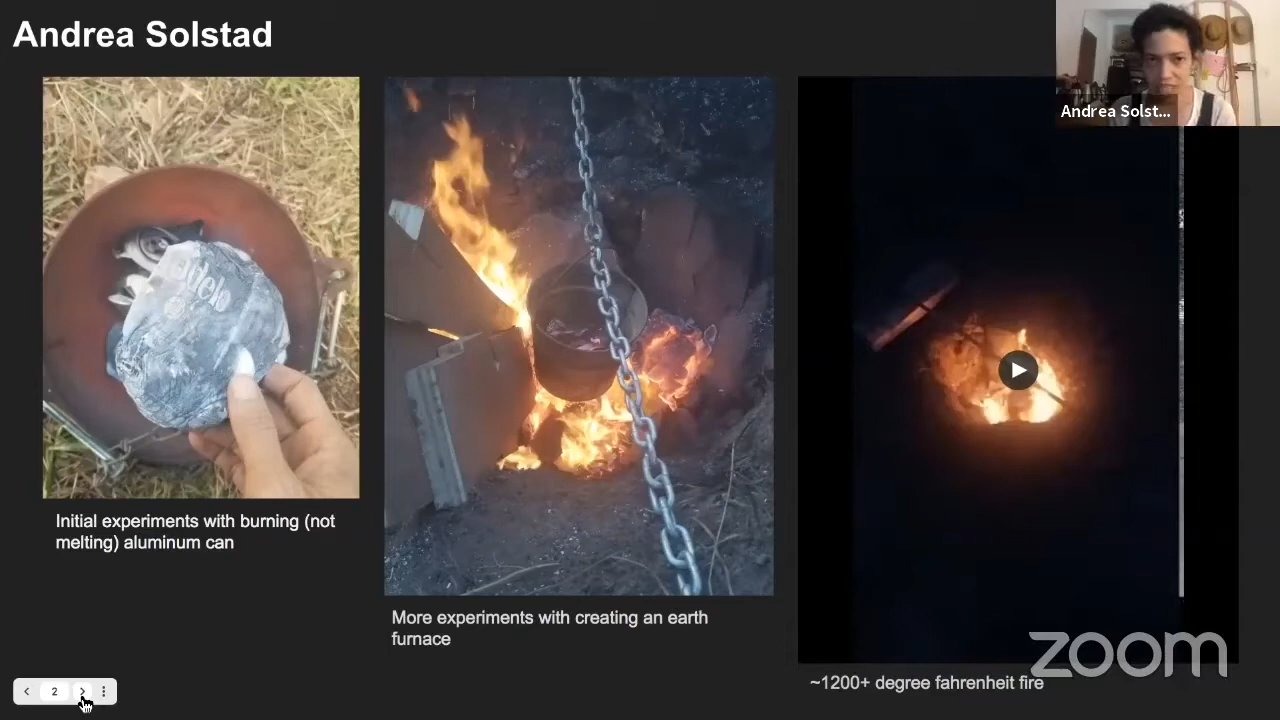 Andrea Solstad
Andrea Solst...
Initial experiments with burning (not
melting) aluminum can
More experiments with creating an earth
furnace
~1200+ degree fahrenheit fire
zoom
2